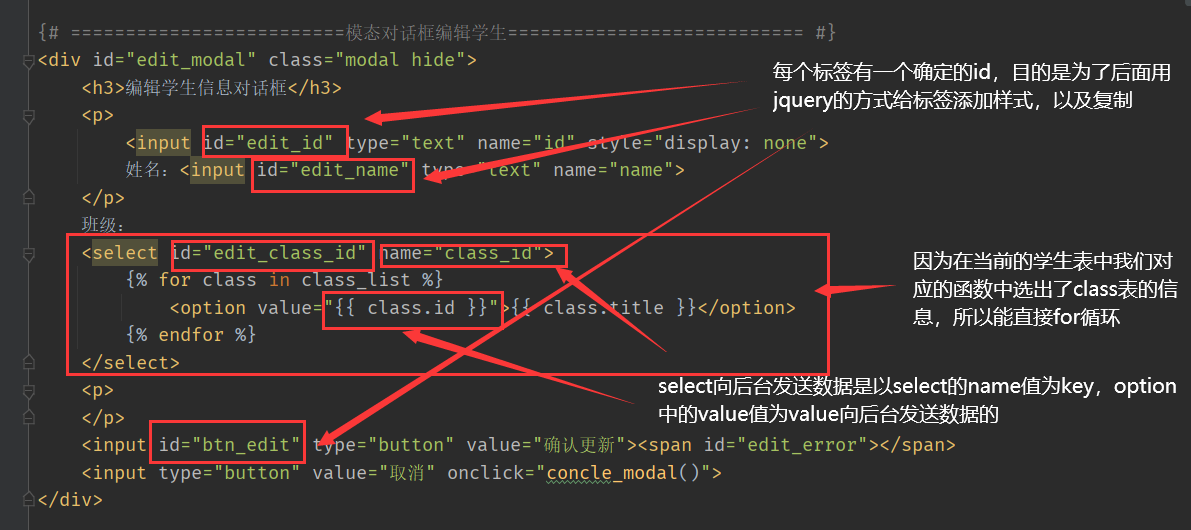 {# =========================模态对话框编辑学生=========================== #}
<div id="edit_modal" class="modal hide">
<h3>编辑学生信息对话框</h3>
<p>
<input id="edit_id" type="text" name="id" style="display: none">
姓名：<input id="edit_name" type="text" name="name">
</p>
班级：
<select id="edit_class_id" name="class_id">
{% for class in class_list %}
<option value="{{ class.id }}">{{ class.title }}</option>
{% endfor %}
</select>
<p>
</p>
<input id="btn_edit" type="button" value="确认更新"><span id="edit_error"></span>
<input type="button" value="取消" onclick="concle_modal()">
</div>
每个标签有一个确定的id，目的是为了后面用
jquery的方式给标签添加样式，以及复制
因为在当前的学生表中我们对
应的函数中选出了class表的信
息，所以能直接for循环
select向后台发送数据是以select的name值为key，option
中的value值为value向后台发送数据的